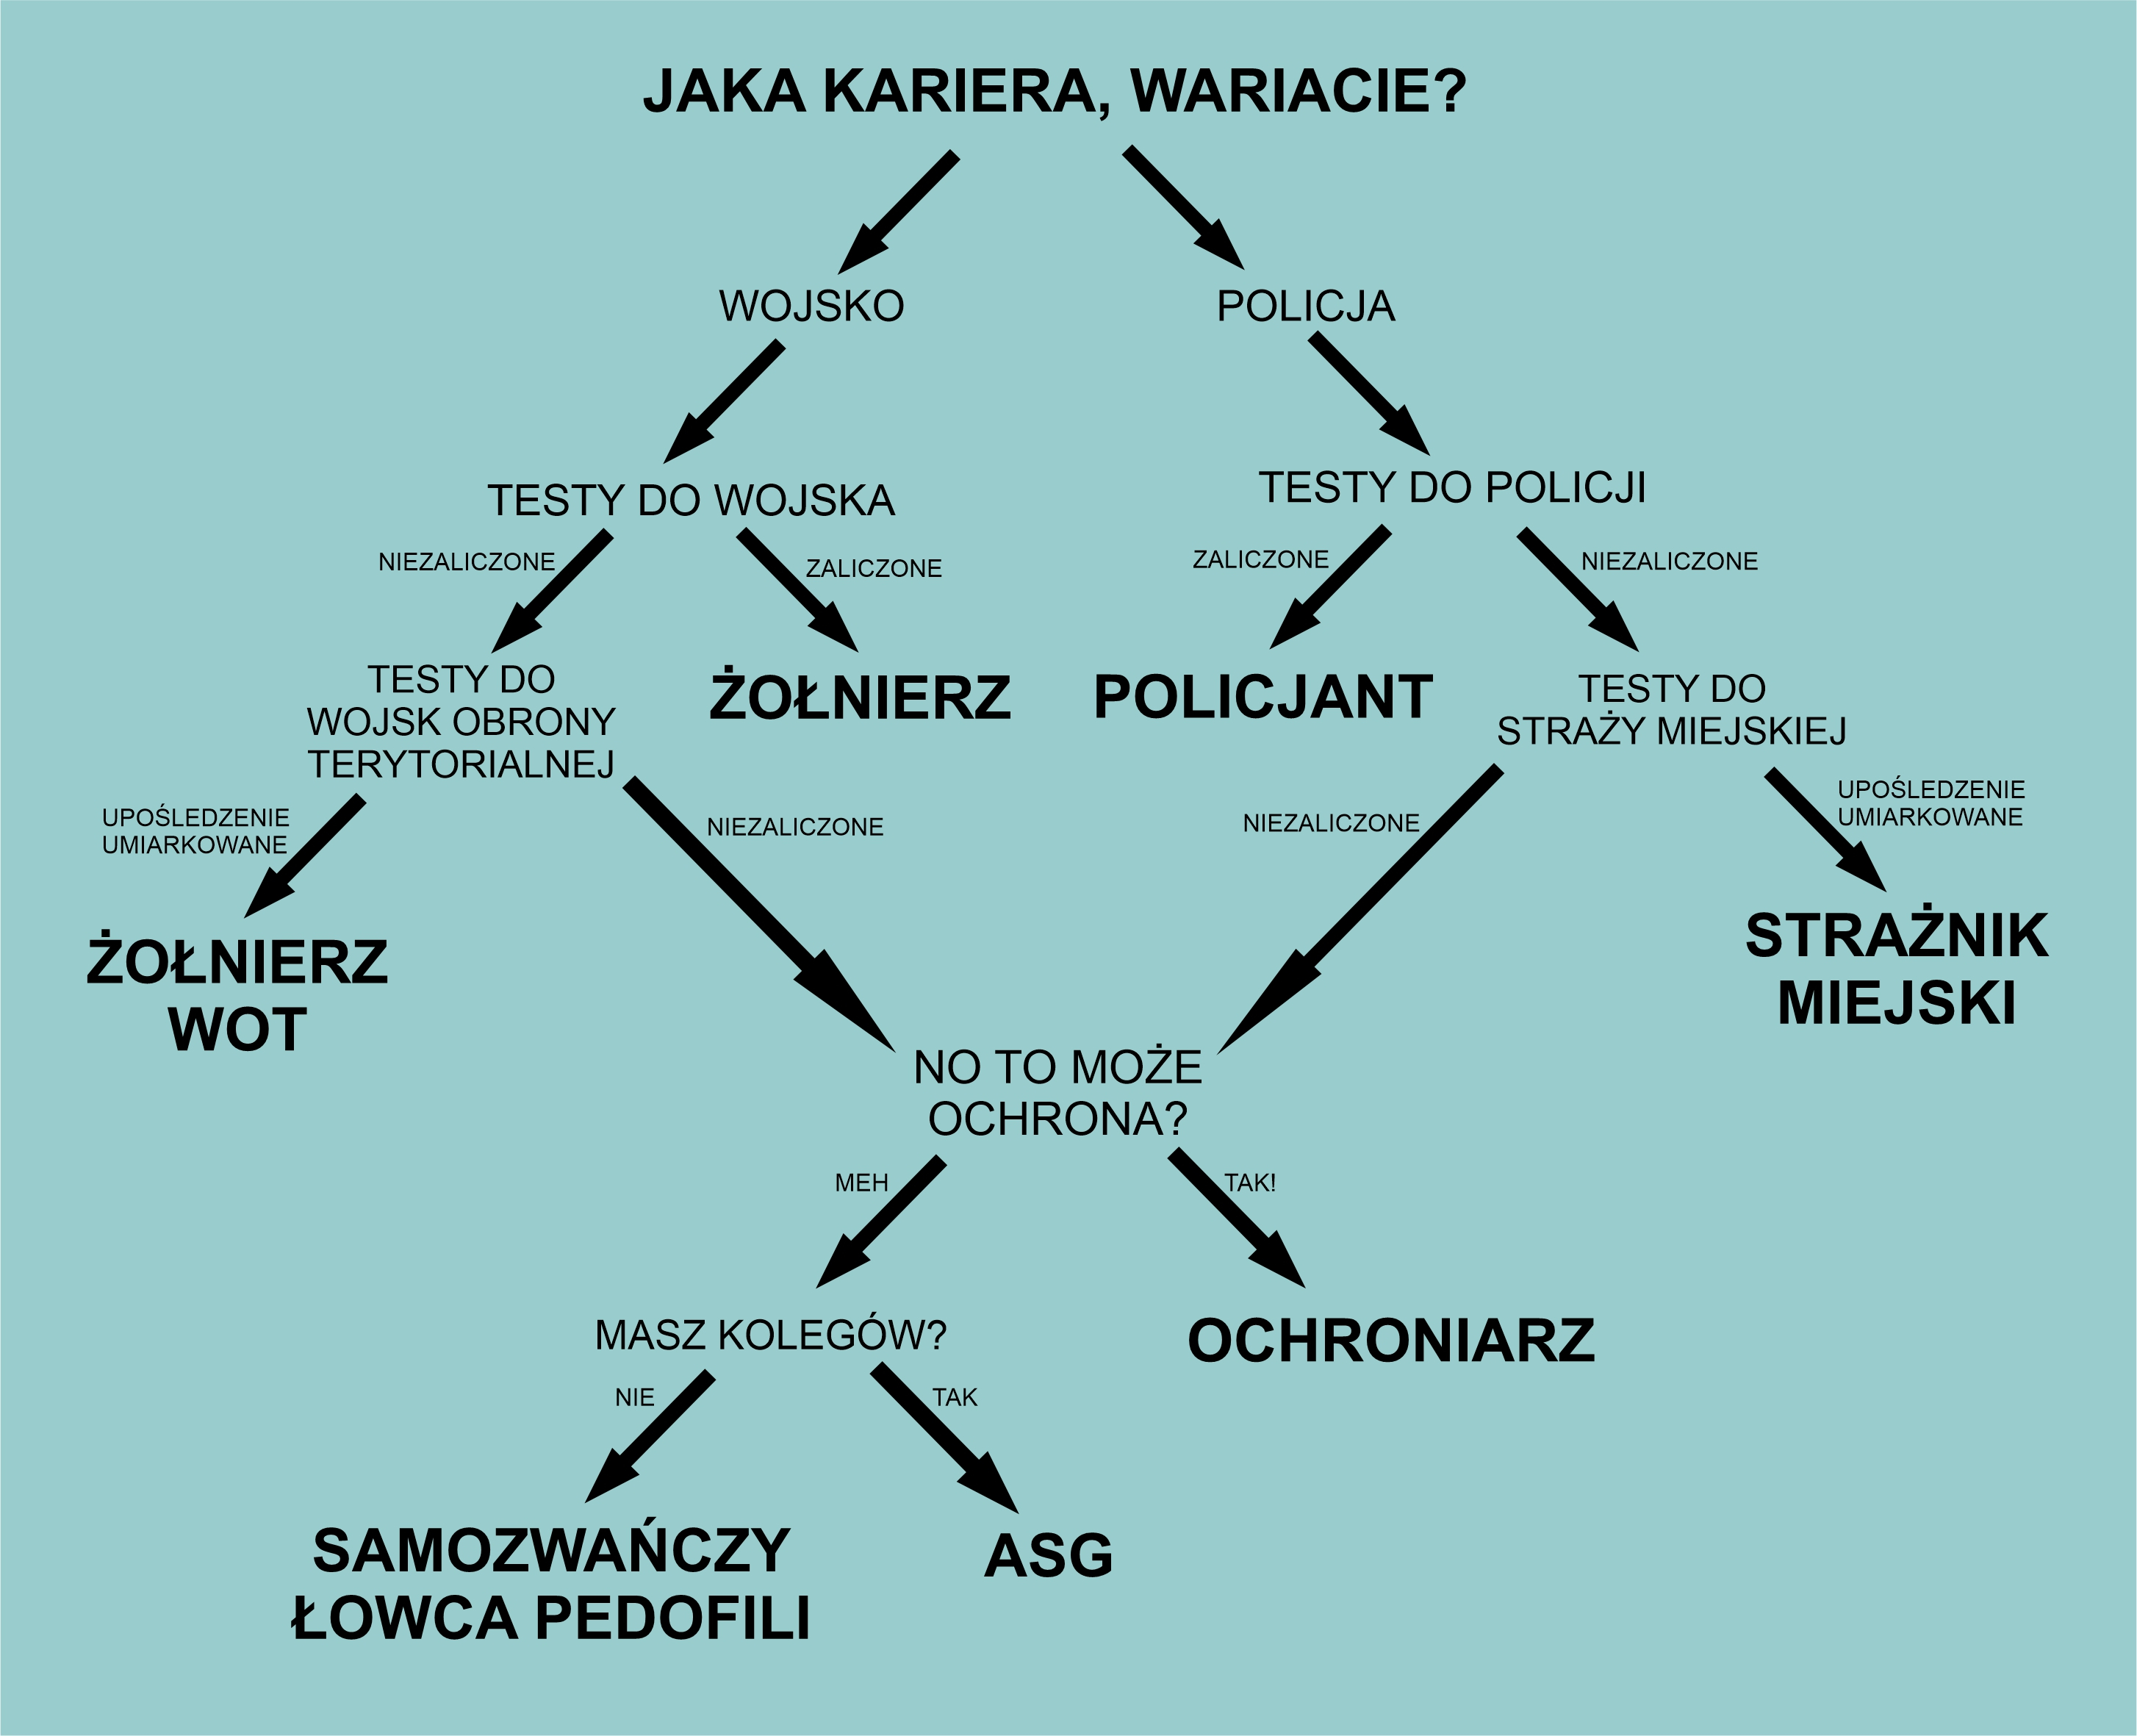 JAKA KARIERA, WARIACIE?
WOJSKO
POLICJA
TESTY DO WOJSKA
TESTY DO POLICJI
NIEZALICZONE
ZALICZONE
ZALICZONE
NIEZALICZONE
TESTY DO
WOJSK OBRONY
TERYTORIALNEJ
ŻOŁNIERZ
POLICJANT
TESTY DO
STRAŻY MIEJSKIEJ
UPOŚLEDZENIE
UMIARKOWANE
NIEZALICZONE
NIEZALICZONE
UPOŚLEDZENIE
UMIARKOWANE
ŻOŁNIERZ
WOT
STRAŻNIK
MIEJSKI
NO TO MOŻE
OCHRONA?
MEH
TAK!
MASZ KOLEGÓW?
OCHRONIARZ
NIE
TAK
SAMOZWAŃCZY
ŁOWCA PEDOFILI
ASG